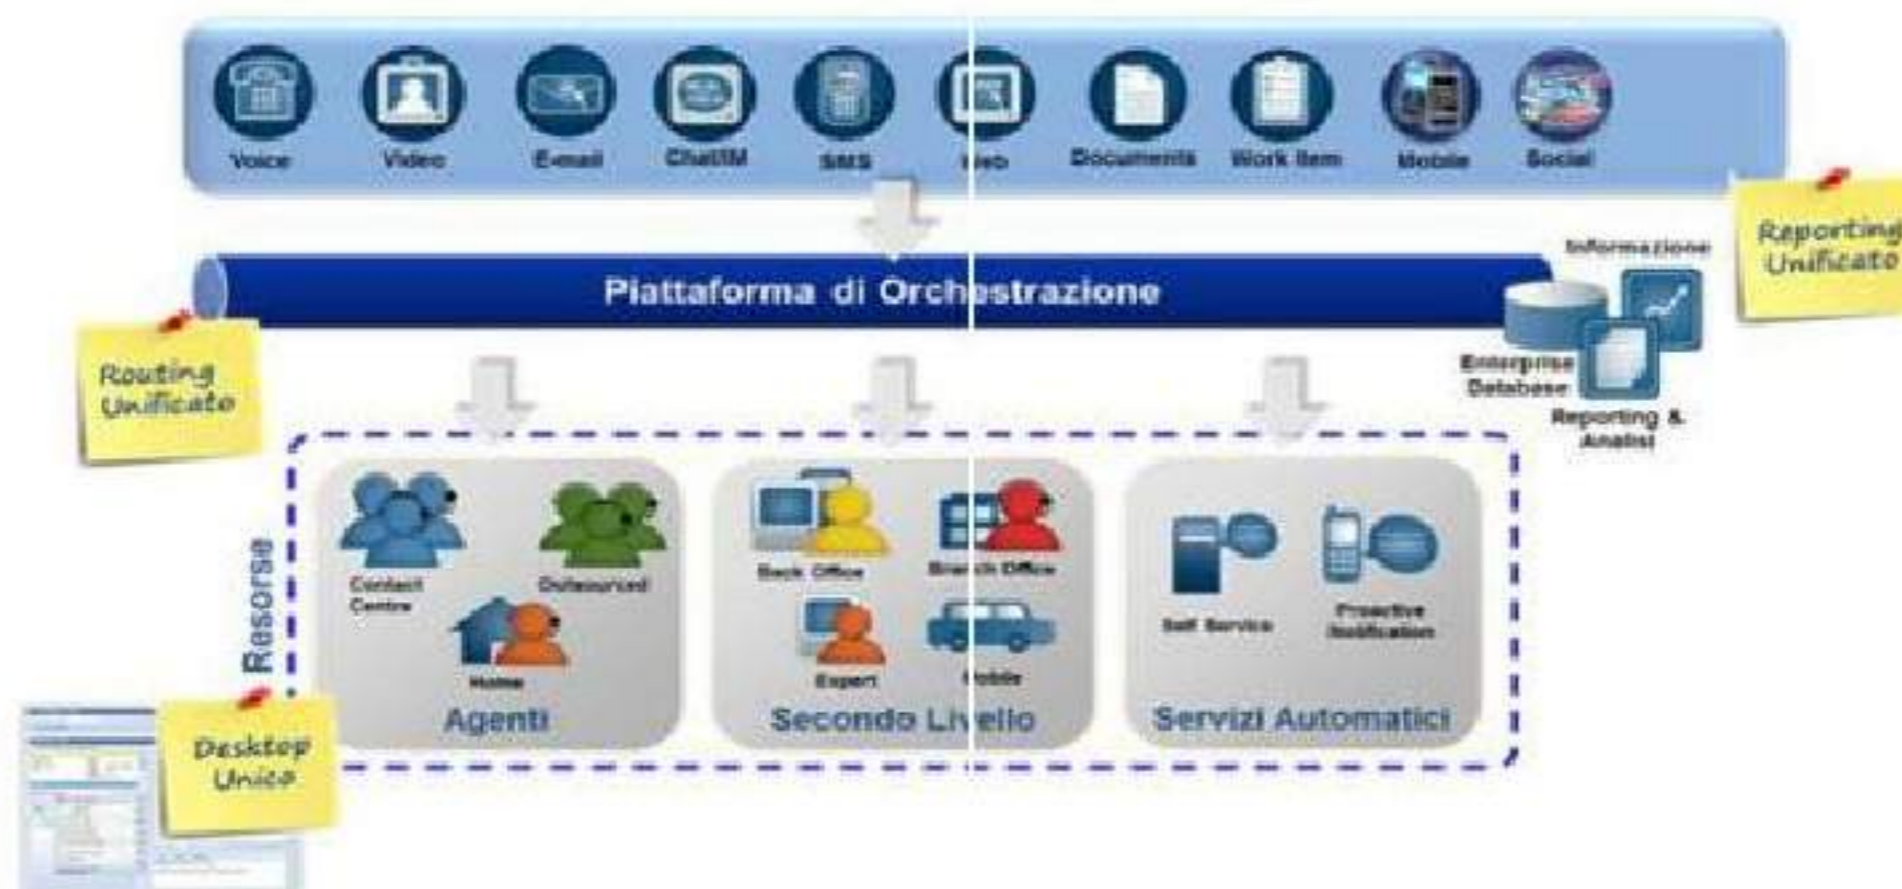 Voice
Video
E-mail
Chat/IM
SMS
Web
Documents
Work Item
Mobile
Social
Reporting
Unificato
Informazione
Piattaforma di Orchestrazione
Routing
Unificato
Enterprise
Database
Reporting &
Analisi
Resorse
Contact
Centre
Outsourced
Home
Agenti
Back Office
Branch Office
Expert
Mobile
Secondo Livello
Self Service
Proactive
Notification
Servizi Automatici
Desktop
Unico